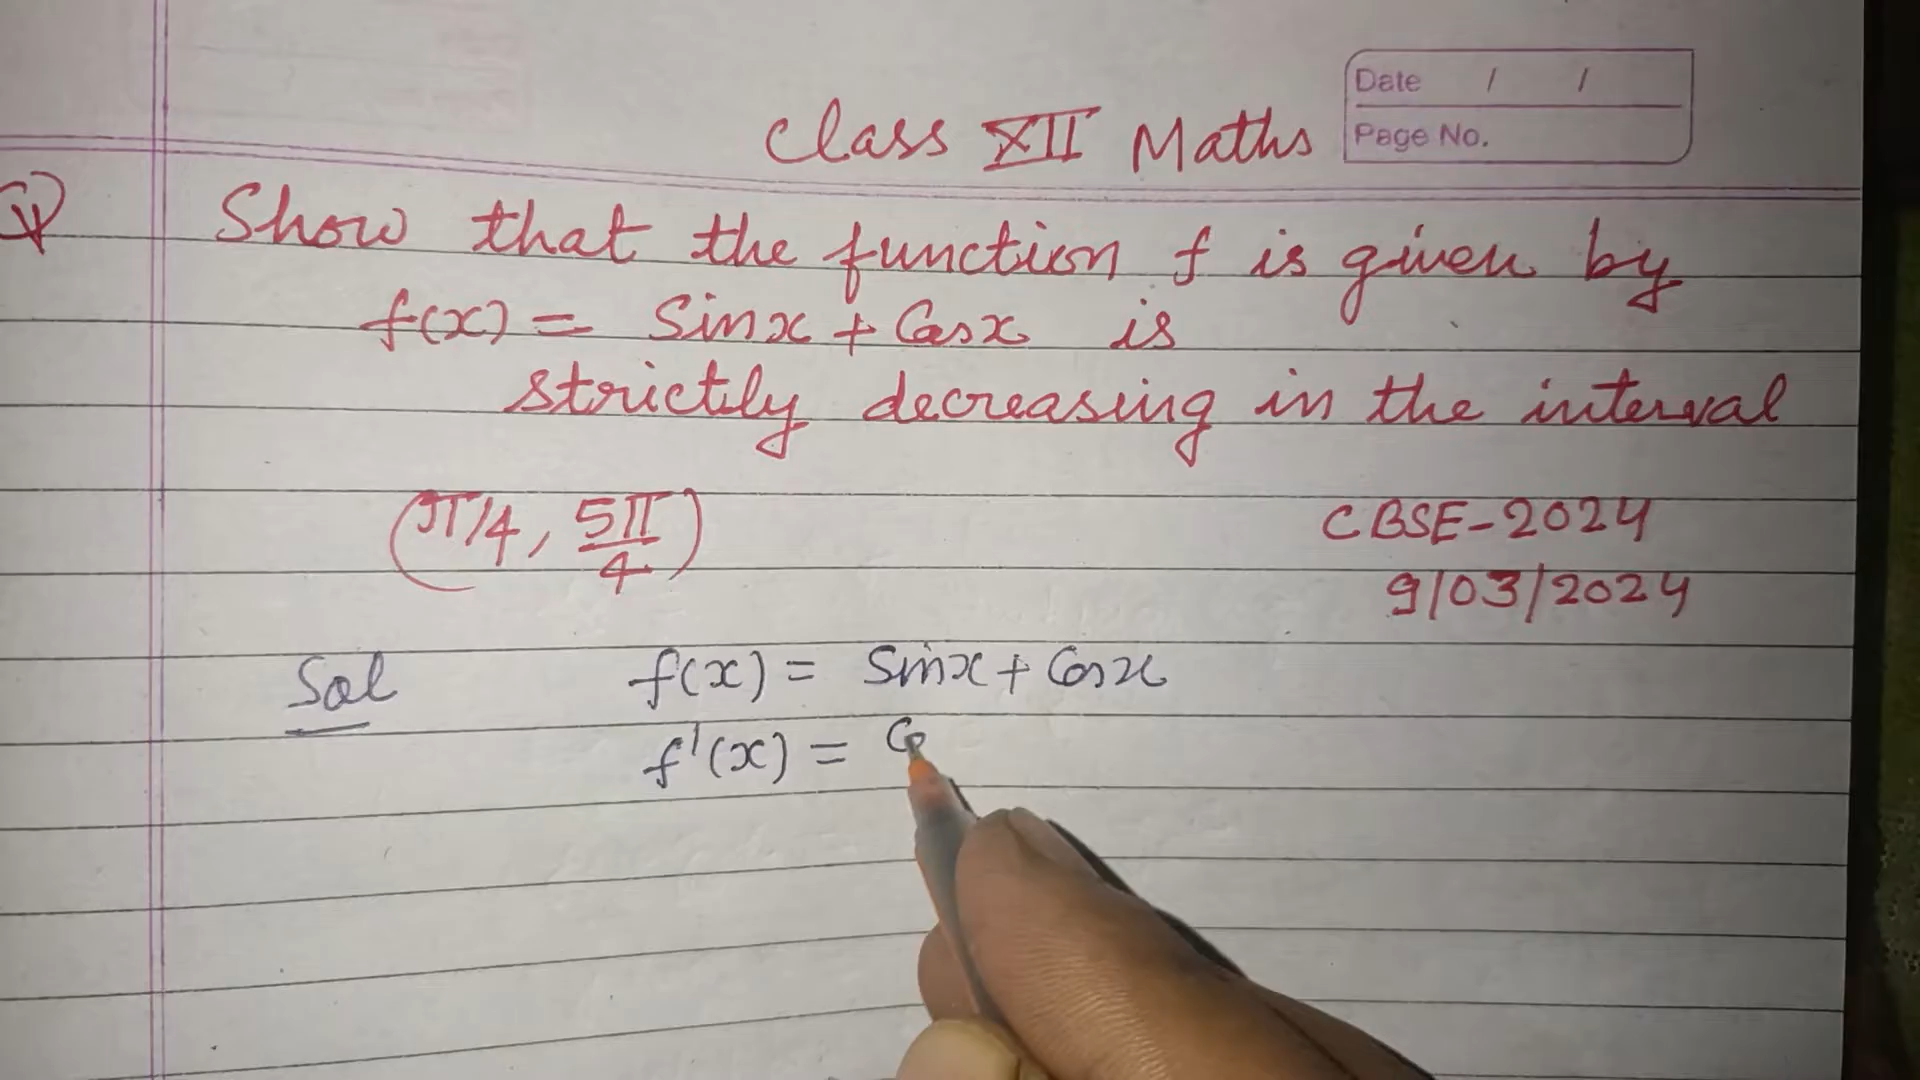 Date / /
Page No.
Class XII Maths
Q Show that the function f is given by
f(x) = Sinx + Cosx is
strictly decreasing in the interval
(π/4, 5π/4)
CBSE-2024
9/03/2024
Sol f(x) = Sinx + Cosx
f'(x) = Co